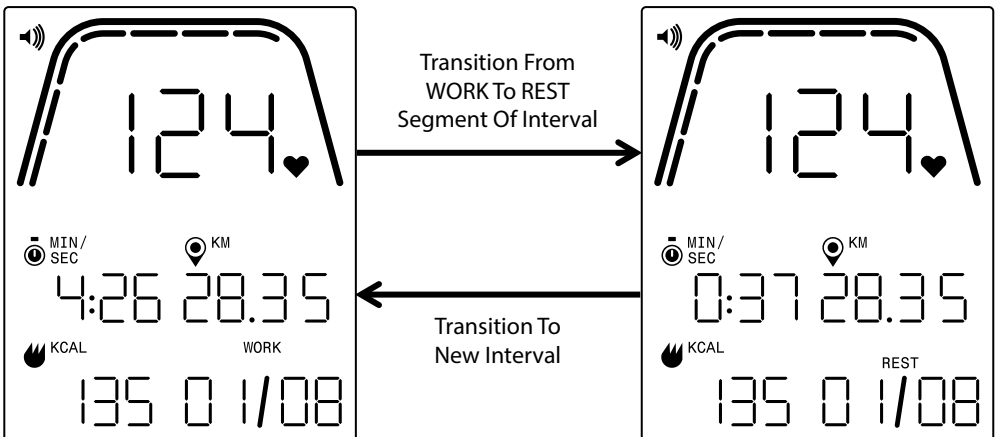 124
MIN/
SEC
KM
4:26 28.35
KCAL
WORK
135 01/08
Transition From
WORK To REST
Segment Of Interval
Transition To
New Interval
124
MIN/
SEC
KM
0:37 28.35
KCAL
REST
135 01/08